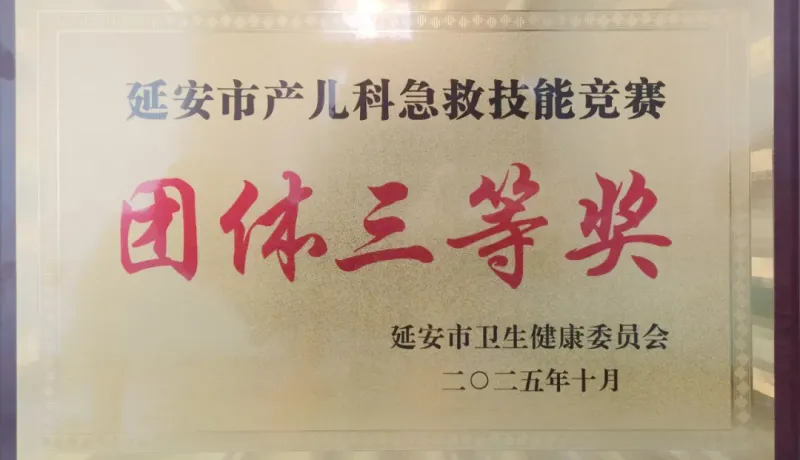 延安市产儿科急救技能竞赛
团体三等奖
延安市卫生健康委员会
二〇二五年十月